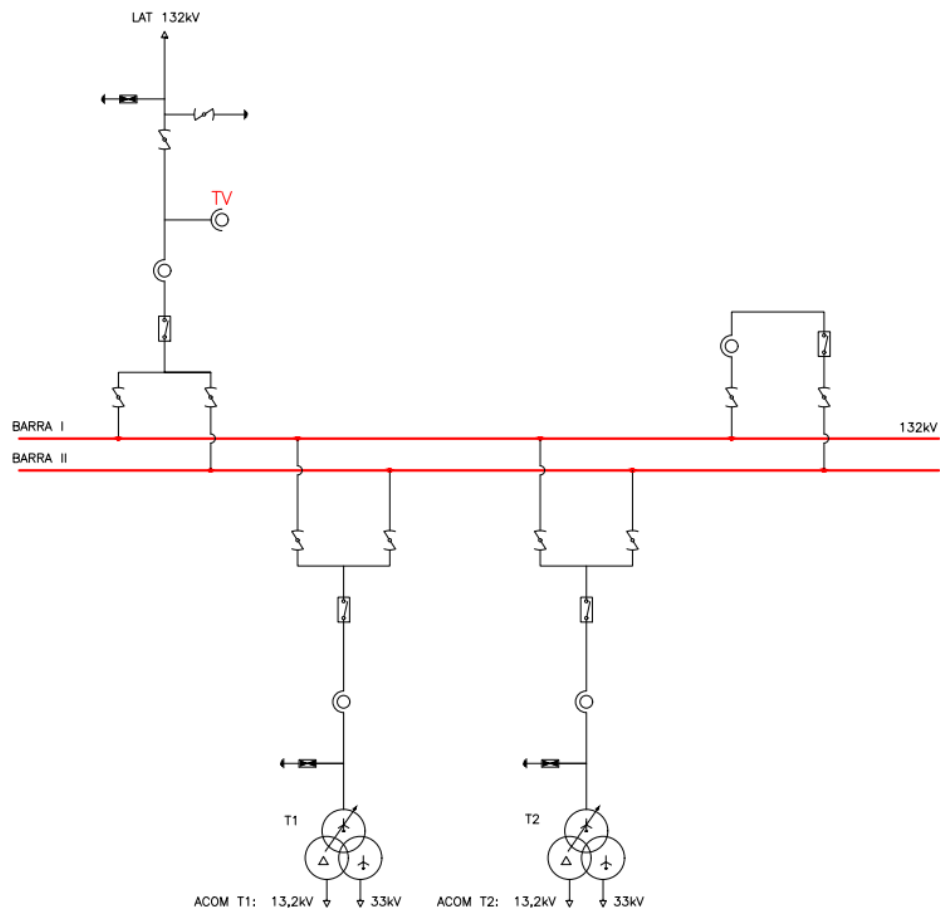 LAT 132kV
TV
BARRA I 132kV
BARRA II
T1 T2
ACOM T1: 13,2kV 33kV ACOM T2: 13,2kV 33kV